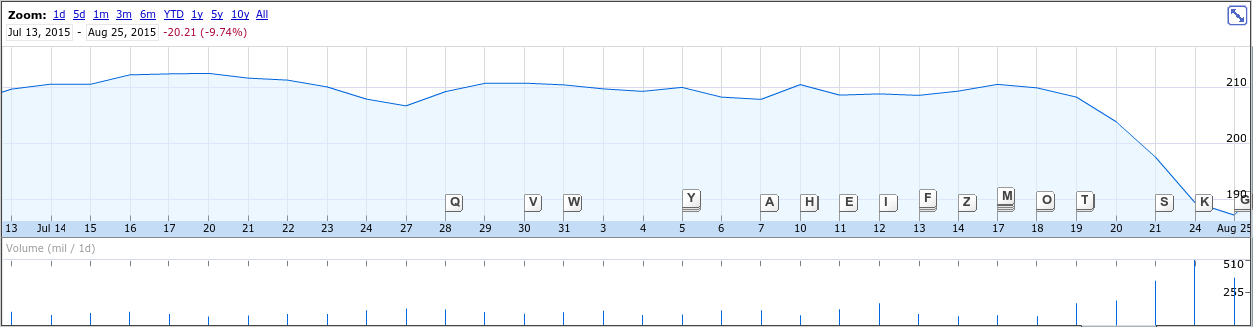 Zoom: 1d 5d 1m 3m 6m YTD 1y 5y 10y All
Jul 13, 2015 - Aug 25, 2015 -20.21 (-9.74%)
210
200
190
Q V W Y A H E I F Z M O T S K G
13 Jul 14 15 16 17 20 21 22 23 24 27 28 29 30 31 3 4 5 6 7 10 11 12 13 14 17 18 19 20 21 24 Aug 25
Volume (mil / 1d)
510
255